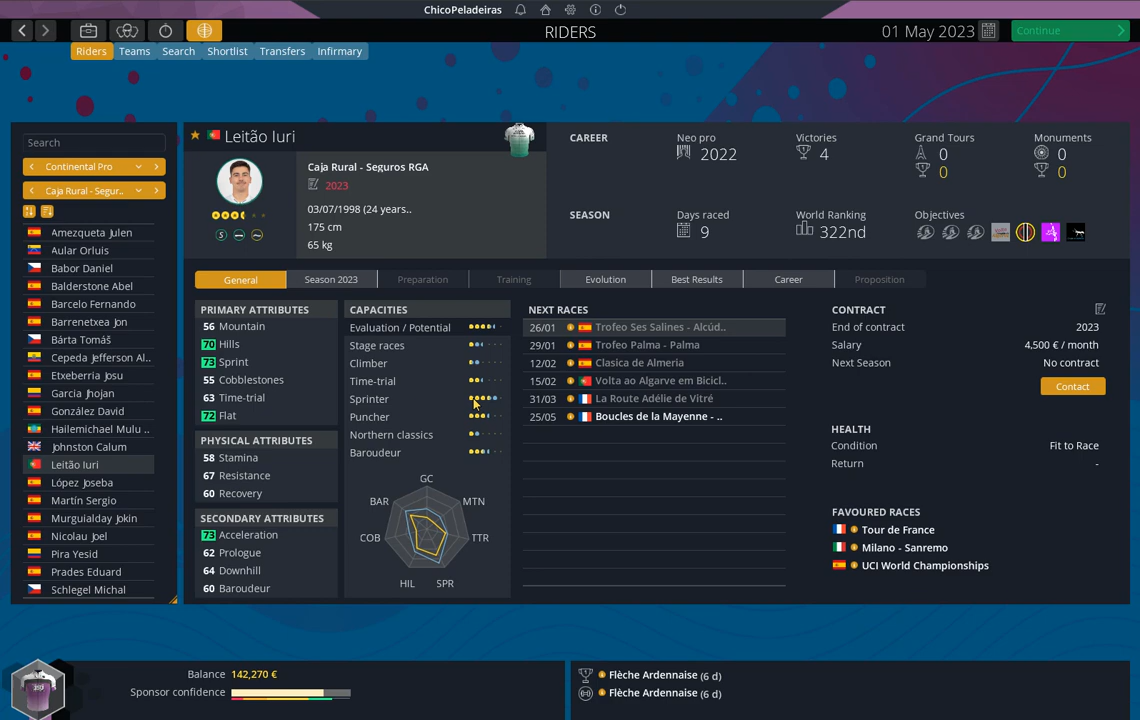 ChicoPeladeiras
RIDERS
01 May 2023
Continue
Riders
Teams
Search
Shortlist
Transfers
Infirmary
Search
Continental Pro
Caja Rural - Segur..
Amezqueta Julen
Aular Orluis
Babor Daniel
Balderstone Abel
Barcelo Fernando
Barrenetxea Jon
Bárta Tomáš
Cepeda Jefferson Al..
Etxeberria Josu
García Jhojan
González David
Hailemichael Mulu ..
Johnston Calum
Leitão Iuri
López Joseba
Martín Sergio
Murguialday Jokin
Nicolau Joel
Pira Yesid
Prades Eduard
Schlegel Michal
Leitão Iuri
Caja Rural - Seguros RGA
2023
03/07/1998 (24 years..
175 cm
65 kg
S
CAREER
Neo pro
2022
Victories
4
Grand Tours
0
0
Monuments
0
0
SEASON
Days raced
9
World Ranking
322nd
Objectives
General
Season 2023
Preparation
Training
Evolution
Best Results
Career
Proposition
PRIMARY ATTRIBUTES
56 Mountain
70 Hills
73 Sprint
55 Cobblestones
63 Time-trial
72 Flat
PHYSICAL ATTRIBUTES
58 Stamina
67 Resistance
60 Recovery
SECONDARY ATTRIBUTES
73 Acceleration
62 Prologue
64 Downhill
60 Baroudeur
CAPACITIES
Evaluation / Potential
Stage races
Climber
Time-trial
Sprinter
Puncher
Northern classics
Baroudeur
GC
BAR
MTN
COB
TTR
HIL
SPR
NEXT RACES
26/01 Trofeo Ses Salines - Alcúd..
29/01 Trofeo Palma - Palma
12/02 Clasica de Almeria
15/02 Volta ao Algarve em Bicicl..
31/03 La Route Adélie de Vitré
25/05 Boucles de la Mayenne - ..
CONTRACT
End of contract 2023
Salary 4,500 € / month
Next Season No contract
Contact
HEALTH
Condition Fit to Race
Return -
FAVOURED RACES
Tour de France
Milano - Sanremo
UCI World Championships
Balance 142,270 €
Sponsor confidence
Flèche Ardennaise (6 d)
Flèche Ardennaise (6 d)